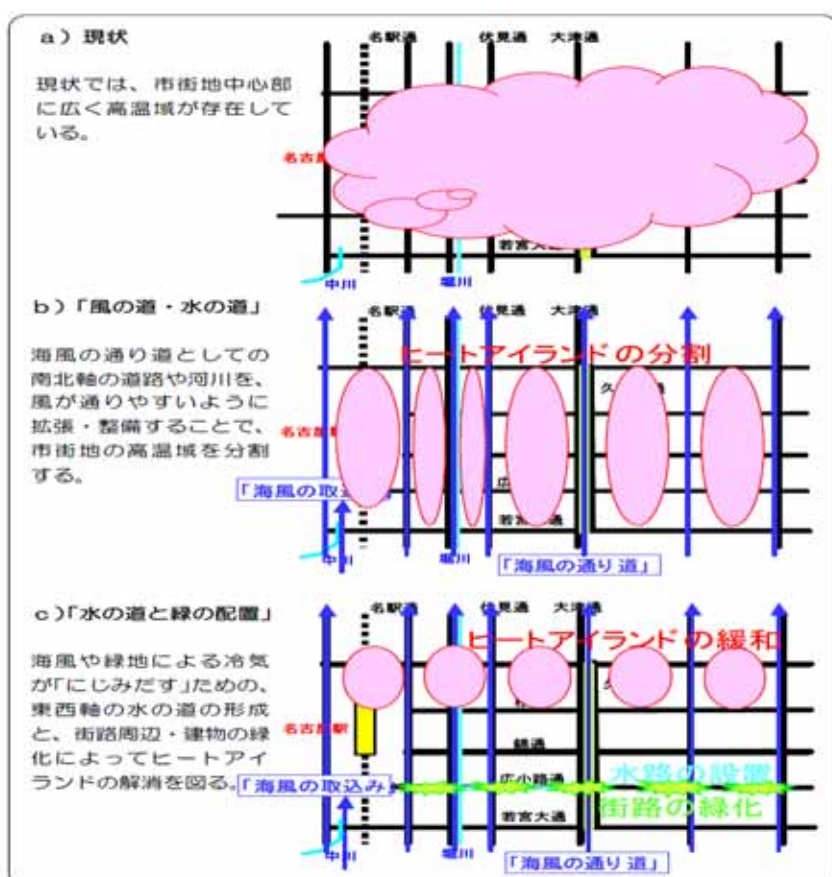 a）現状
名駅通 伏見通 大津通
現状では、市街地中心部
に広く高温域が存在して
いる。
名古屋
若宮大
中川 堀川
b）「風の道・水の道」
名駅通 伏見通 大津通
ヒートアイランドの分割
海風の通り道としての
南北軸の道路や河川を、
風が通りやすいように
拡張・整備することで、
市街地の高温域を分割
する。
久 通
名古屋
「海風の取込
広
若宮 通
中川 堀川
「海風の通り道」
c）「水の道と緑の配置」
名駅通 伏見通 大津通
ヒートアイランドの緩和
海風や緑地による冷気
が「にじみだす」ための、
東西軸の水の道の形成
と、街路周辺・建物の緑
化によってヒートアイ
ランドの解消を図る。
久
名古屋駅
錦通
「海風の取込み」
広小路通
水路の設置
街路の緑化
若宮大通
中川 堀川
「海風の通り道」